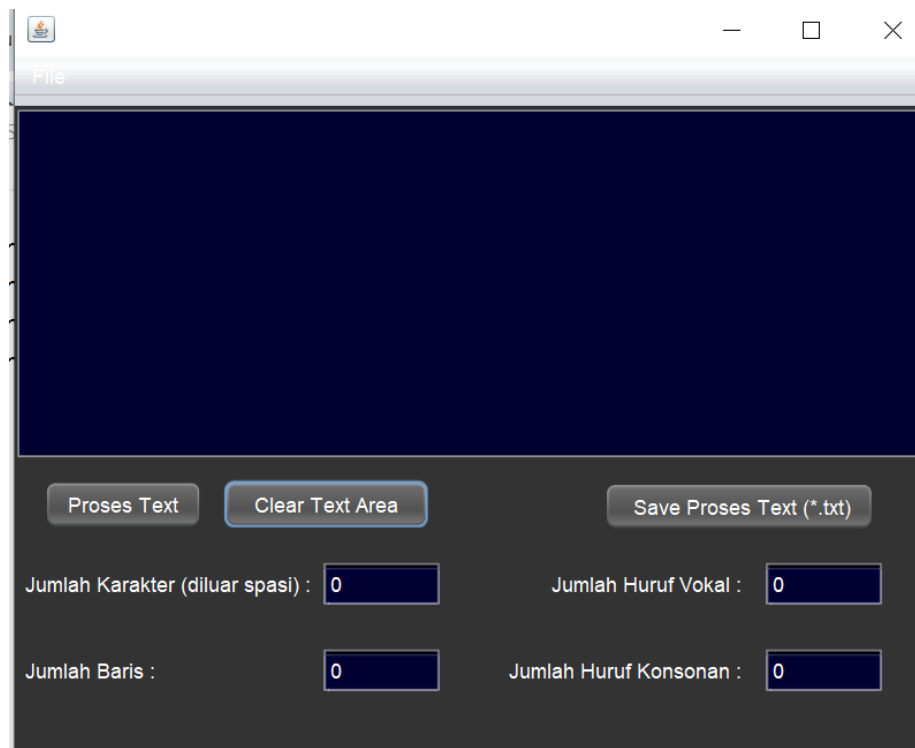 File
Proses Text Clear Text Area Save Proses Text (*.txt)
Jumlah Karakter (diluar spasi) : 0 Jumlah Huruf Vokal : 0
Jumlah Baris : 0 Jumlah Huruf Konsonan : 0